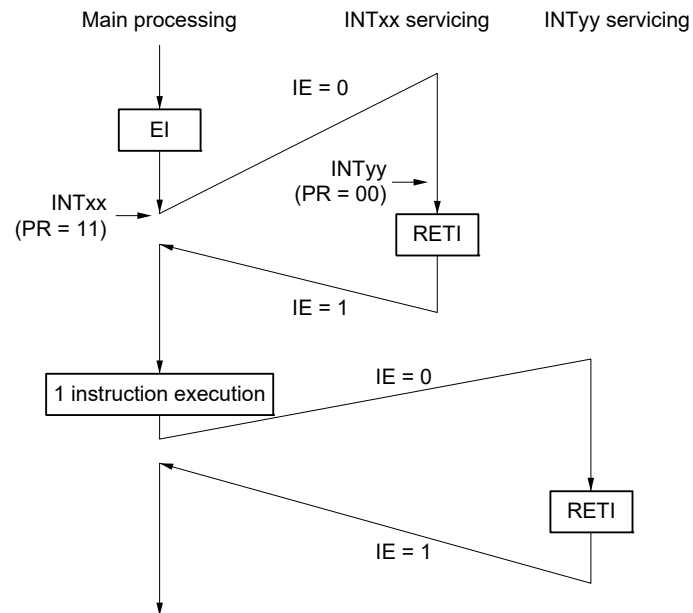 Main processing
INTxx servicing
INTyy servicing
IE = 0
EI
INTyy
(PR = 00)
INTxx
(PR = 11)
RETI
IE = 1
IE = 0
1 instruction execution
RETI
IE = 1